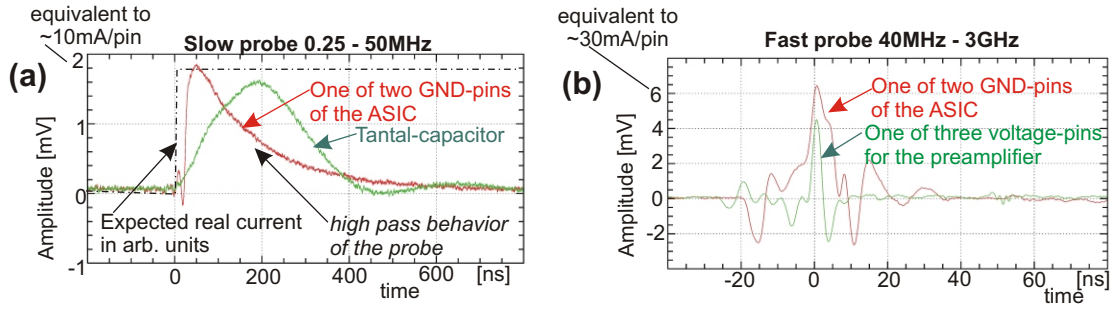 equivalent to
~10mA/pin
Slow probe 0.25 - 50MHz
(a)
2
1
0
-1
Amplitude [mV]
One of two GND-pins
of the ASIC
Tantal-capacitor
Expected real current
in arb. units
high pass behavior
of the probe
0
200
400
600
[ns]
time
equivalent to
~30mA/pin
Fast probe 40MHz - 3GHz
(b)
6
4
2
0
-2
Amplitude [mV]
One of two GND-pins
of the ASIC
One of three voltage-pins
for the preamplifier
-20
0
20
40
60
[ns]
time